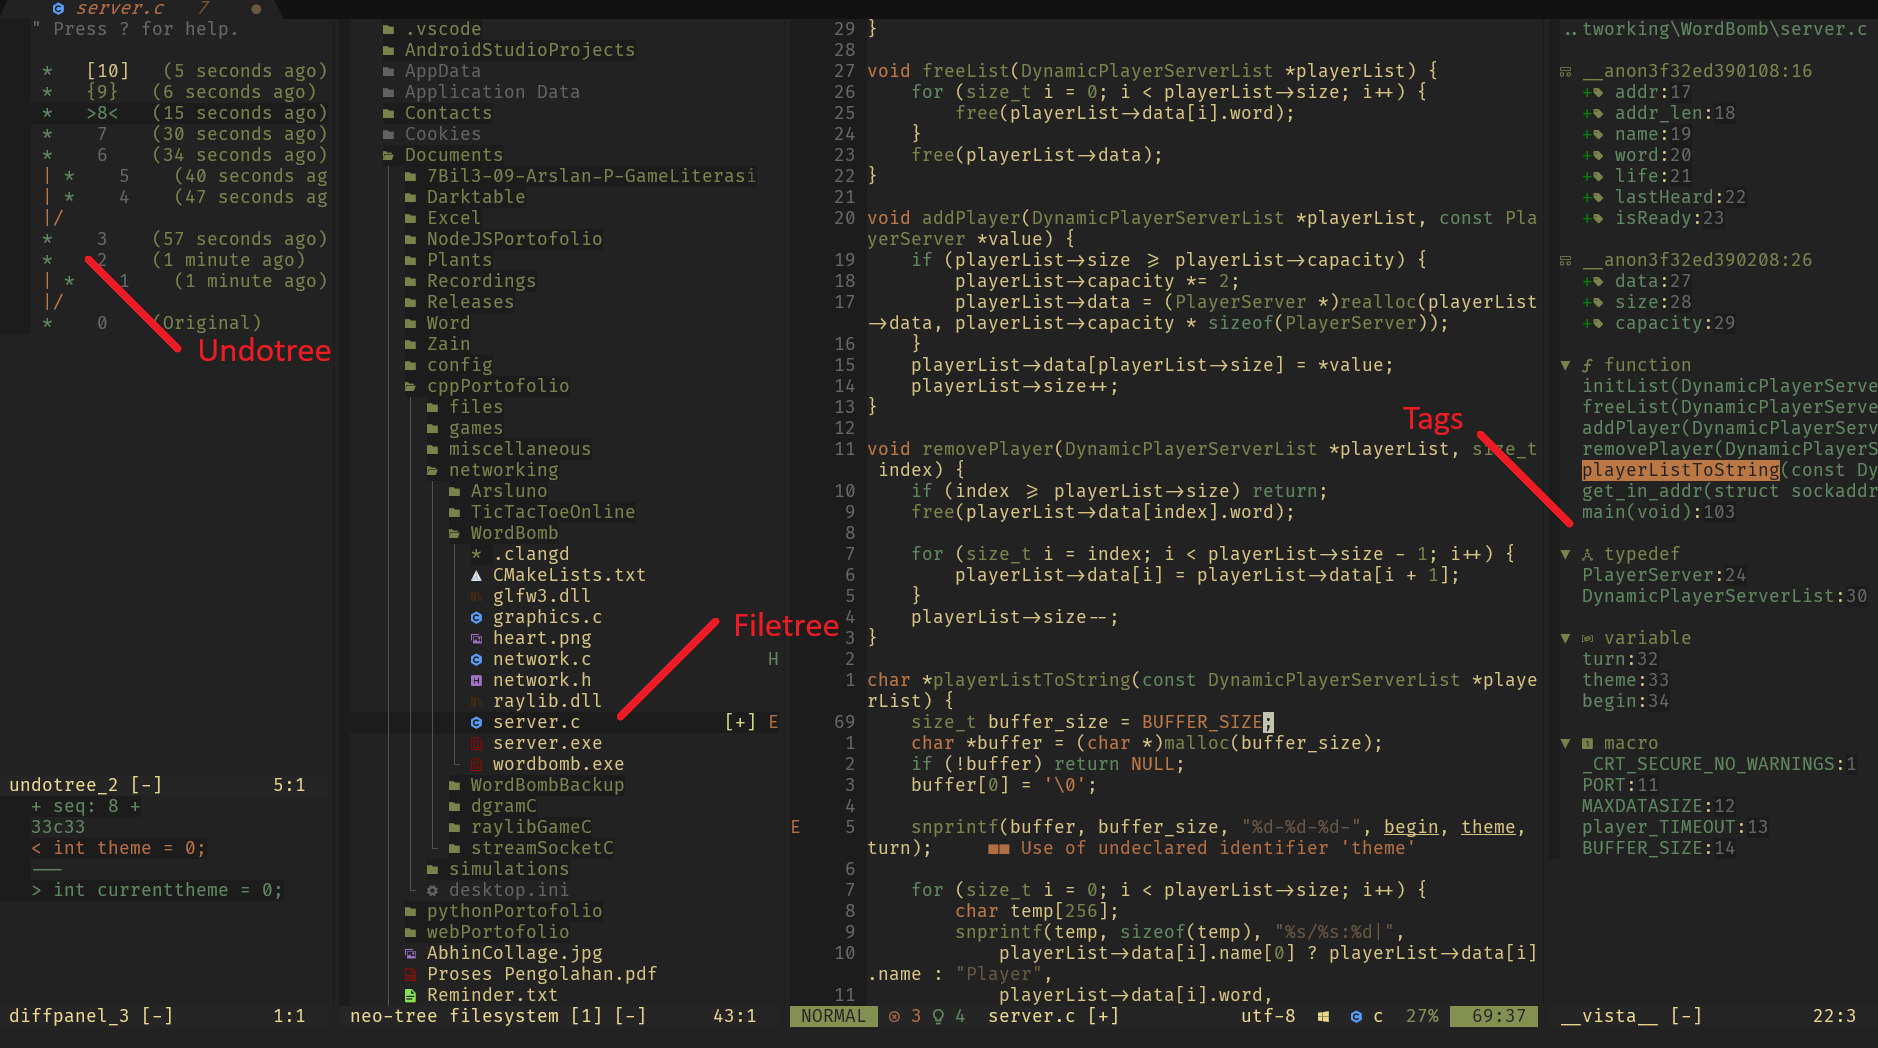 server.c 7 ●
" Press ? for help.
* [10] (5 seconds ago)
* {9} (6 seconds ago)
* >8< (15 seconds ago)
* 7 (30 seconds ago)
* 6 (34 seconds ago)
| * 5 (40 seconds ag
| * 4 (47 seconds ag
|/
* 3 (57 seconds ago)
* 2 (1 minute ago)
| * 1 (1 minute ago)
|/
* 0 (Original)
Undotree
undotree_2 [-] 5:1
+ seq: 8 +
33c33
< int theme = 0;
---
> int currenttheme = 0;
diffpanel_3 [-] 1:1
.vscode
AndroidStudioProjects
AppData
Application Data
Contacts
Cookies
Documents
7Bil3-09-Arslan-P-GameLiterasi
Darktable
Excel
NodeJSPortofolio
Plants
Recordings
Releases
Word
Zain
config
cppPortofolio
files
games
miscellaneous
networking
Arsluno
TicTacToeOnline
WordBomb
* .clangd
CMakeLists.txt
glfw3.dll
graphics.c
heart.png
network.c H
network.h
raylib.dll
server.c [+] E
server.exe
wordbomb.exe
WordBombBackup
dgramC
raylibGameC
streamSocketC
simulations
desktop.ini
pythonPortofolio
webPortofolio
AbhinCollage.jpg
Proses Pengolahan.pdf
Reminder.txt
Filetree
neo-tree filesystem [1] [-] 43:1
29 }
28
27 void freeList(DynamicPlayerServerList *playerList) {
26 for (size_t i = 0; i < playerList->size; i++) {
25 free(playerList->data[i].word);
24 }
23 free(playerList->data);
22 }
21
20 void addPlayer(DynamicPlayerServerList *playerList, const Pla
yerServer *value) {
19 if (playerList->size >= playerList->capacity) {
18 playerList->capacity *= 2;
17 playerList->data = (PlayerServer *)realloc(playerList
->data, playerList->capacity * sizeof(PlayerServer));
16 }
15 playerList->data[playerList->size] = *value;
14 playerList->size++;
13 }
12
11 void removePlayer(DynamicPlayerServerList *playerList, size_t
index) {
10 if (index >= playerList->size) return;
9 free(playerList->data[index].word);
8
7 for (size_t i = index; i < playerList->size - 1; i++) {
6 playerList->data[i] = playerList->data[i + 1];
5 }
4 playerList->size--;
3 }
2
1 char *playerListToString(const DynamicPlayerServerList *playe
rList) {
69 size_t buffer_size = BUFFER_SIZE;
1 char *buffer = (char *)malloc(buffer_size);
2 if (!buffer) return NULL;
3 buffer[0] = '\0';
4
E 5 snprintf(buffer, buffer_size, "%d-%d-%d-", begin, theme,
turn); ■■ Use of undeclared identifier 'theme'
6
7 for (size_t i = 0; i < playerList->size; i++) {
8 char temp[256];
9 snprintf(temp, sizeof(temp), "%s/%s:%d|",
10 playerList->data[i].name[0] ? playerList->data[i]
.name : "Player",
11 playerList->data[i].word,
NORMAL 3 4 server.c [+] utf-8 c 27% 69:37
..tworking\WordBomb\server.c
__anon3f32ed390108:16
+ addr:17
+ addr_len:18
+ name:19
+ word:20
+ life:21
+ lastHeard:22
+ isReady:23
__anon3f32ed390208:26
+ data:27
+ size:28
+ capacity:29
▼ ƒ function
initList(DynamicPlayerServe
freeList(DynamicPlayerServe
addPlayer(DynamicPlayerServ
removePlayer(DynamicPlayerS
playerListToString(const Dy
get_in_addr(struct sockaddr
main(void):103
Tags
▼ typedef
PlayerServer:24
DynamicPlayerServerList:30
▼ variable
turn:32
theme:33
begin:34
▼ macro
_CRT_SECURE_NO_WARNINGS:1
PORT:11
MAXDATASIZE:12
player_TIMEOUT:13
BUFFER_SIZE:14
__vista__ [-] 22:3